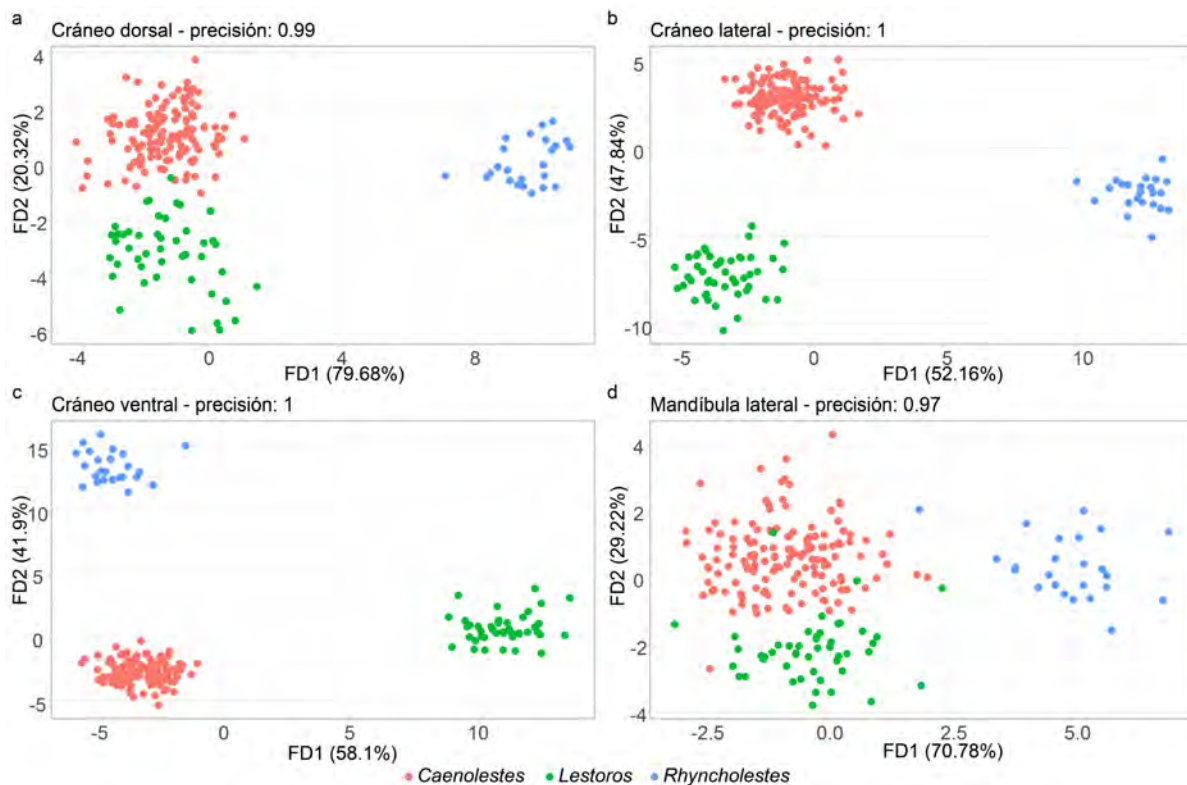 a
Cráneo dorsal - precisión: 0.99
4
2
0
-2
-4
-6
FD2 (20.32%)
-4
0
4
8
FD1 (79.68%)
b
Cráneo lateral - precisión: 1
5
0
-5
-10
FD2 (47.84%)
-5
0
5
10
FD1 (52.16%)
c
Cráneo ventral - precisión: 1
15
10
5
0
-5
FD2 (41.9%)
-5
0
5
10
FD1 (58.1%)
d
Mandíbula lateral - precisión: 0.97
4
2
0
-2
-4
FD2 (29.222%)
-2.5
0.0
2.5
5.0
FD1 (70.78%)
Caenolestes Lestoros Rhyncholestes